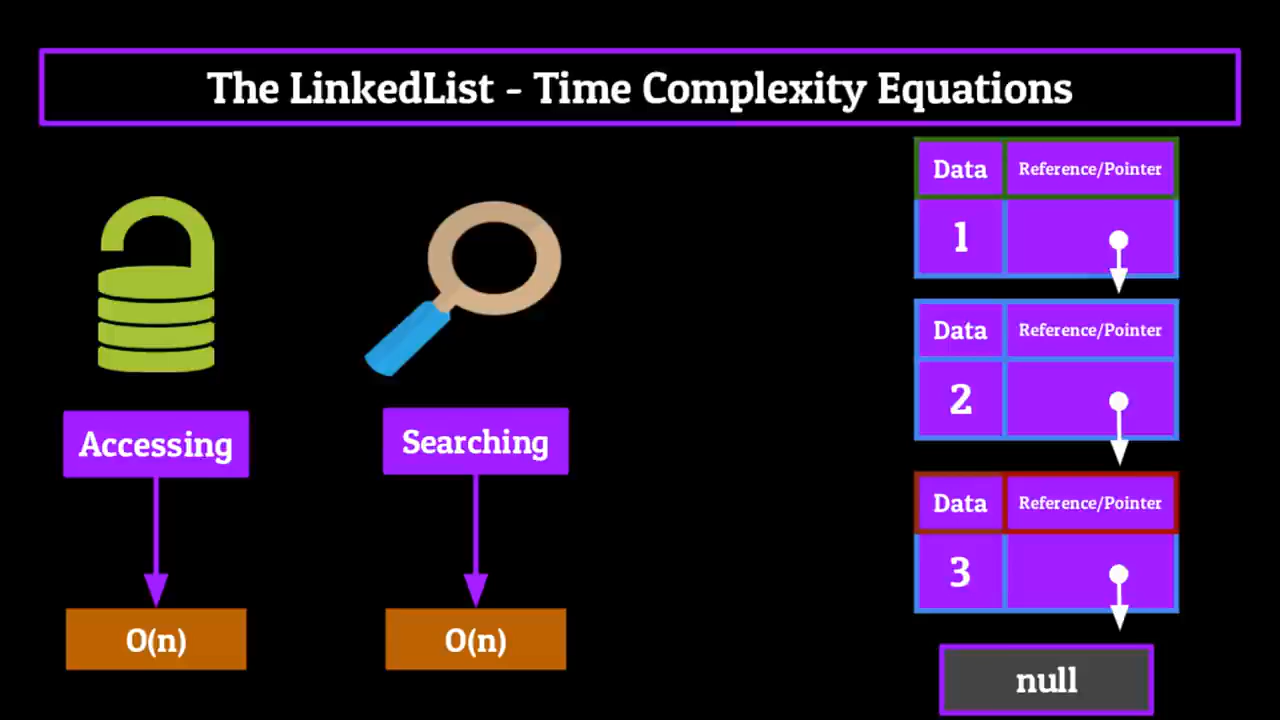 The LinkedList - Time Complexity Equations
Accessing
O(n)
Searching
O(n)
Data Reference/Pointer
1
Data Reference/Pointer
2
Data Reference/Pointer
3
null